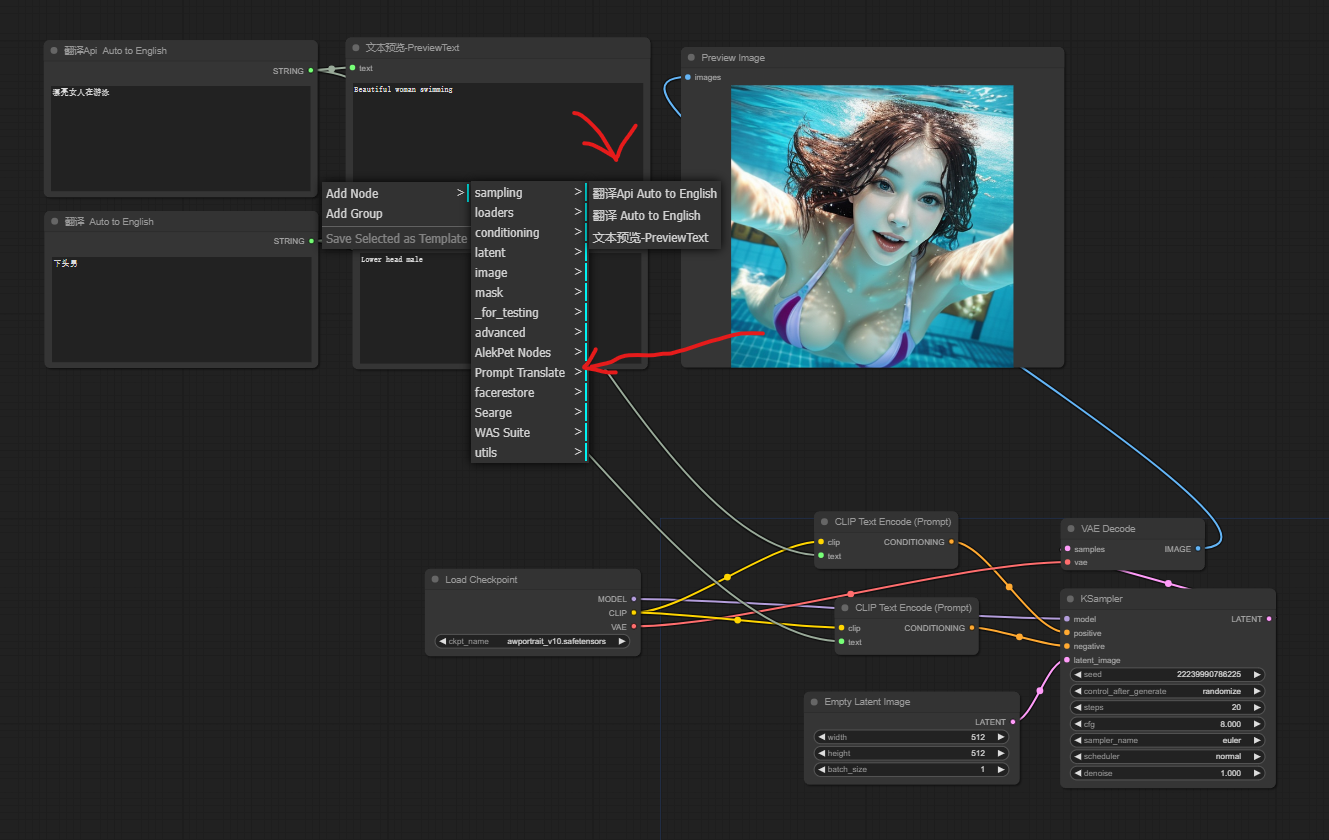 翻译Api Auto to English
STRING
漂亮女人在游泳
文本预览-PreviewText
text
Beautiful woman swimming
Preview Image
images
翻译 Auto to English
STRING
下头男
Lower head male
Add Node >
Add Group
Save Selected as Template
sampling >
loaders >
conditioning >
latent >
image >
mask >
_for_testing >
advanced >
AlekPet Nodes >
Prompt Translate >
facerestore >
Searge >
WAS Suite >
utils >
翻译Api Auto to English
翻译 Auto to English
文本预览-PreviewText
Load Checkpoint
MODEL
CLIP
VAE
ckpt_name awportrait_v10.safetensors
CLIP Text Encode (Prompt)
clip CONDITIONING
text
CLIP Text Encode (Prompt)
clip CONDITIONING
text
Empty Latent Image
LATENT
width 512
height 512
batch_size 1
VAE Decode
samples IMAGE
vae
KSampler
model LATENT
positive
negative
latent_image
seed 22239990786225
control_after_generate randomize
steps 20
cfg 8.000
sampler_name euler
scheduler normal
denoise 1.000